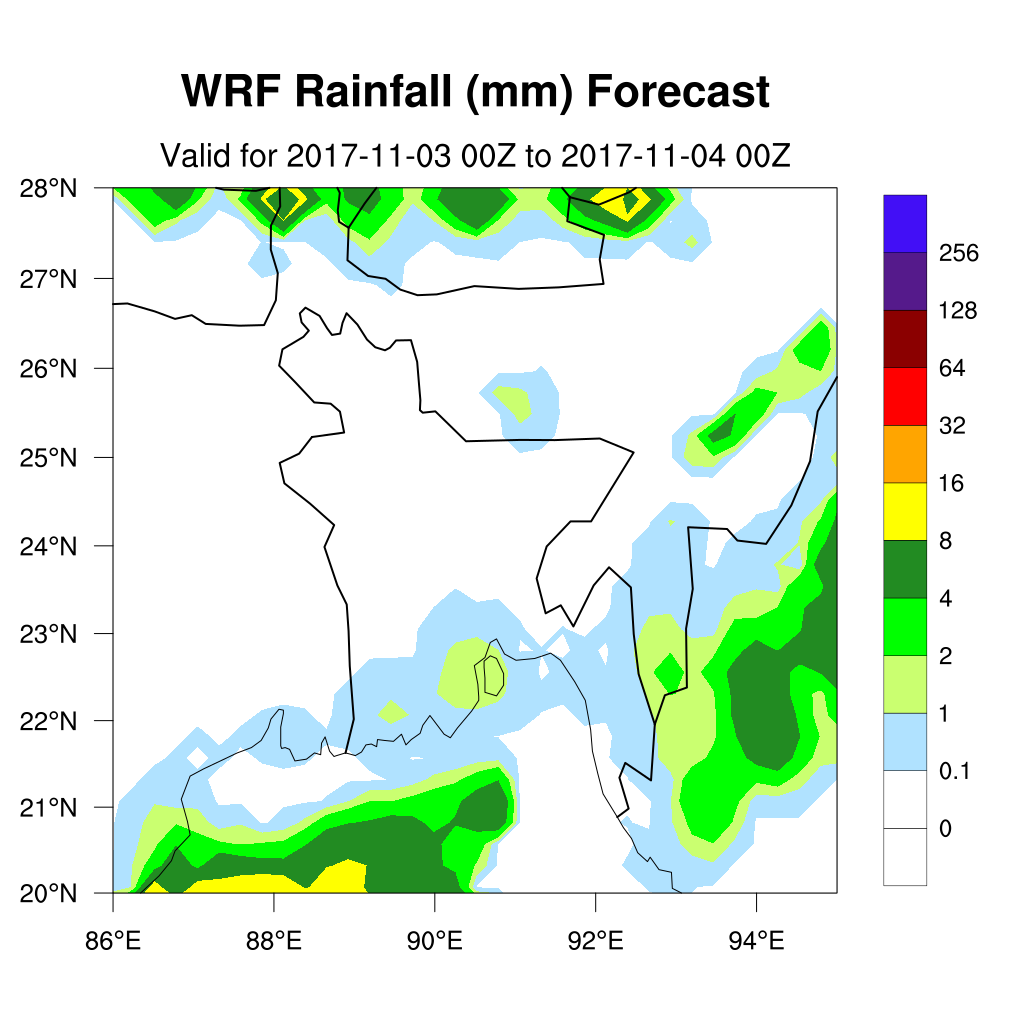 WRF Rainfall (mm) Forecast
Valid for 2017-11-03 00Z to 2017-11-04 00Z
28°N
27°N
26°N
25°N
24°N
23°N
22°N
21°N
20°N
86°E 88°E 90°E 92°E 94°E
256
128
64
32
16
8
4
2
1
0.1
0